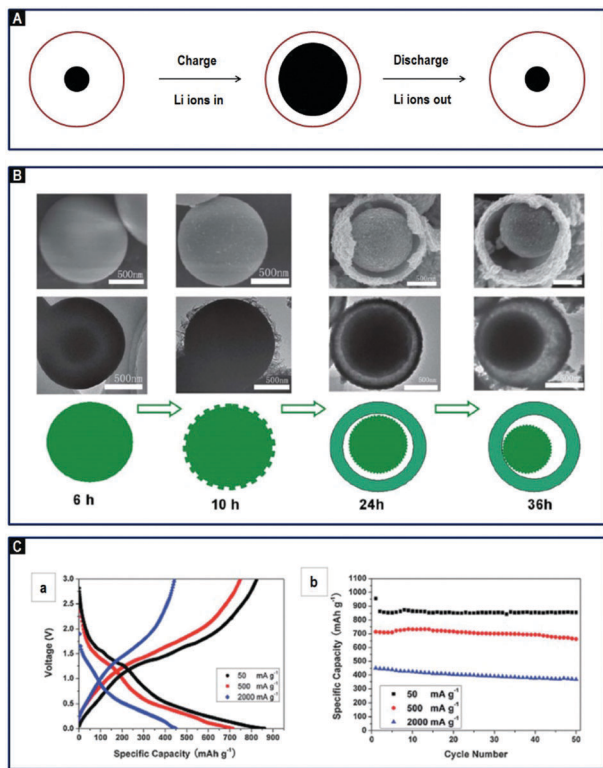 A
Charge
Discharge
Li ions in
Li ions out
B
500nm
500nm
500nm
500nm
6 h
10 h
24h
36h
C
a
b
3.0
2.5
2.0
1.5
1.0
0.5
0.0
Voltage (V)
50 mA g-1
500 mA g-1
2000 mA g-1
0 100 200 300 400 500 600 700 800 900
Specific Capacity (mAh g-1)
1100
1000
900
800
700
600
500
400
300
200
100
0
Specific Capacity (mAh g-1)
50 mA g-1
500 mA g-1
2000 mA g-1
0 10 20 30 40 50
Cycle Number